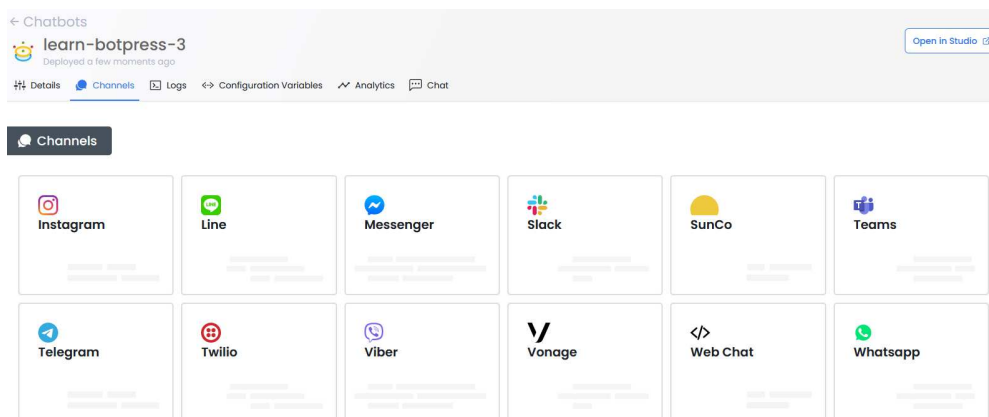 ← Chatbots
learn-botpress-3
Deployed a few moments ago
Open in Studio
Details Channels Logs Configuration Variables Analytics Chat
Channels
Instagram Line Messenger Slack SunCo Teams
Telegram Twilio Viber Vonage Web Chat Whatsapp